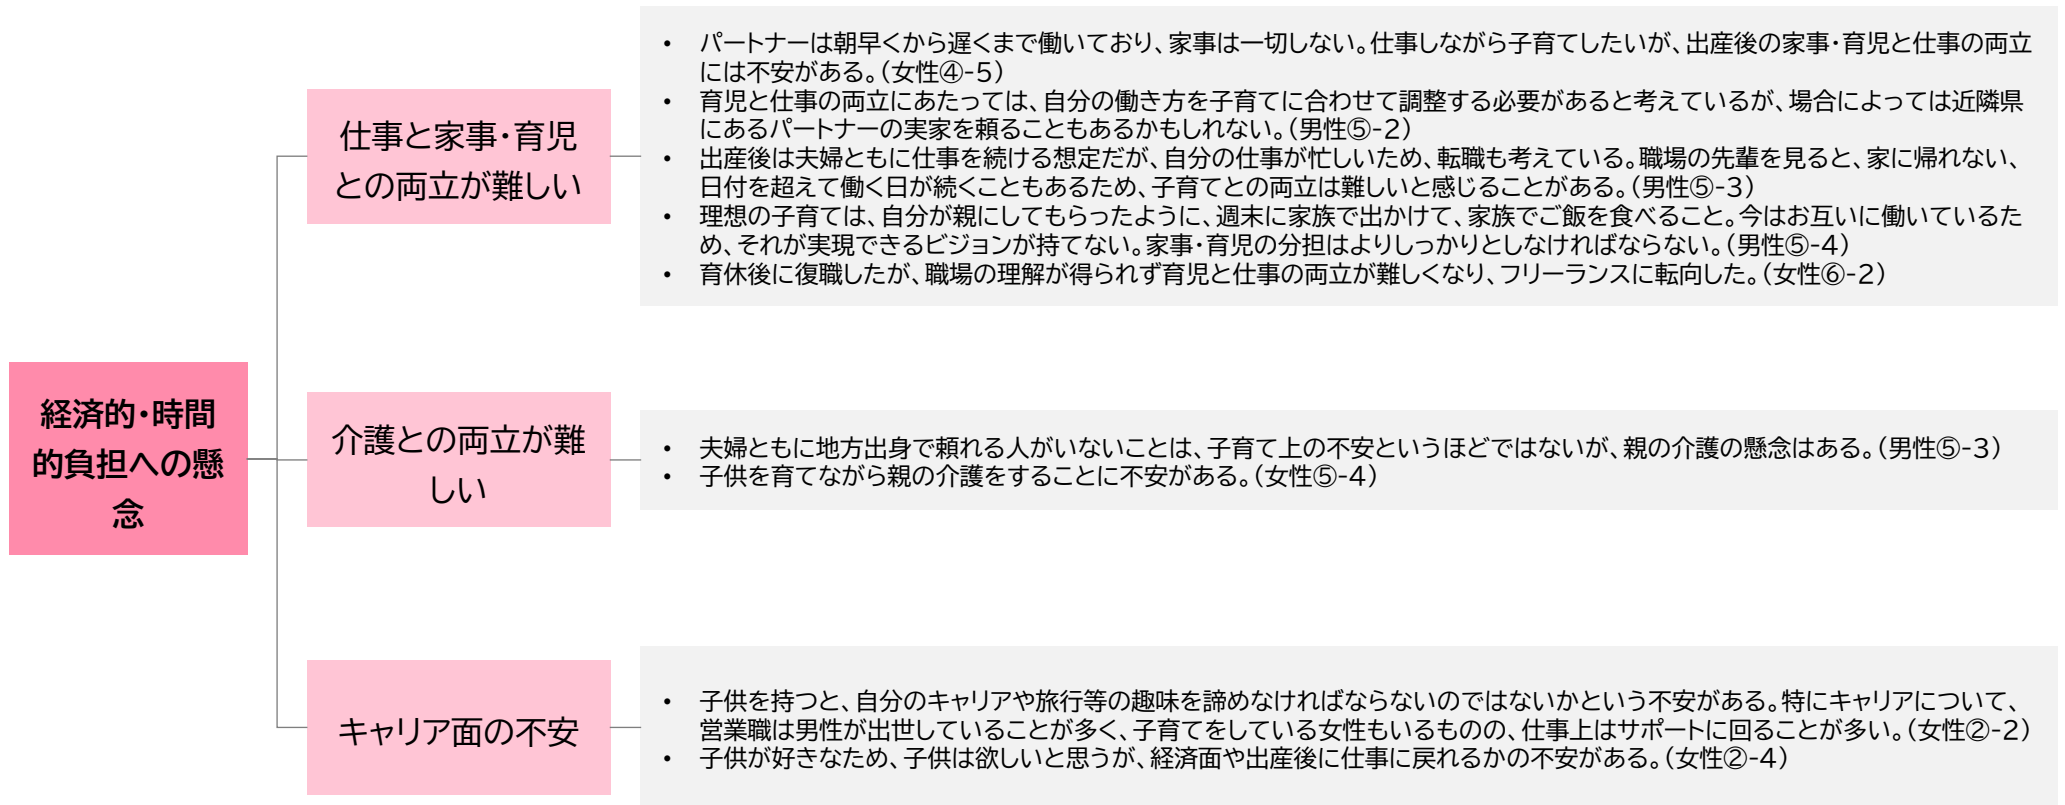 経済的・時間
的負担への懸
念
仕事と家事・育児
との両立が難しい
• パートナーは朝早くから遅くまで働いており、家事は一切しない。仕事しながら子育てしたいが、出産後の家事・育児と仕事の両立
には不安がある。(女性④-5)
• 育児と仕事の両立にあたっては、自分の働き方を子育てに合わせて調整する必要があると考えているが、場合によっては近隣県
にあるパートナーの実家を頼ることもあるかもしれない。(男性⑤-2)
• 出産後は夫婦ともに仕事を続ける想定だが、自分の仕事が忙しいため、転職も考えている。職場の先輩を見ると、家に帰れない、
日付を超えて働く日が続くこともあるため、子育てとの両立は難しいと感じることがある。(男性⑤-3)
• 理想の子育ては、自分が親にしてもらったように、週末に家族で出かけて、家族でご飯を食べること。今はお互いに働いているた
め、それが実現できるビジョンが持てない。家事・育児の分担はよりしっかりとしなければならない。(男性⑤-4)
• 育休後に復職したが、職場の理解が得られず育児と仕事の両立が難しくなり、フリーランスに転向した。(女性⑥-2)
介護との両立が難
しい
• 夫婦ともに地方出身で頼れる人がいないことは、子育て上の不安というほどではないが、親の介護の懸念はある。(男性⑤-3)
• 子供を育てながら親の介護をすることに不安がある。(女性⑤-4)
キャリア面の不安
• 子供を持つと、自分のキャリアや旅行等の趣味を諦めなければならないのではないかという不安がある。特にキャリアについて、
営業職は男性が出世していることが多く、子育てをしている女性もいるものの、仕事上はサポートに回ることが多い。(女性②-2)
• 子供が好きなため、子供は欲しいと思うが、経済面や出産後に仕事に戻れるかの不安がある。(女性②-4)